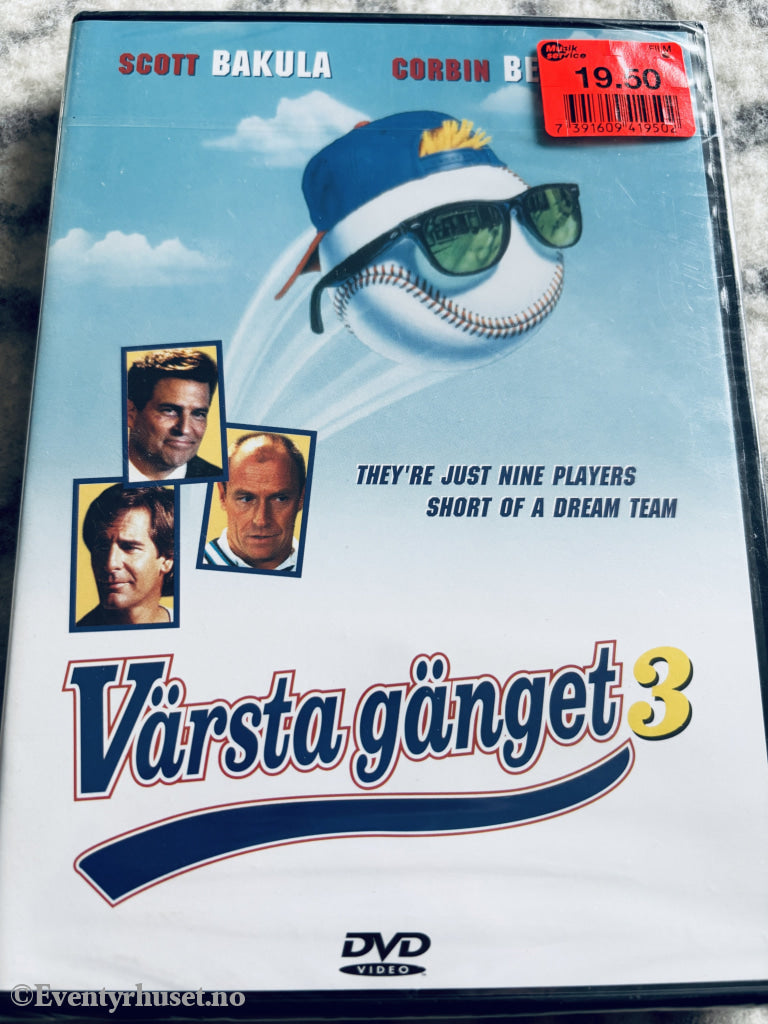 SCOTT BAKULA
CORBIN
Musik
service
FILM
19.50
7 391609 419502
THEY'RE JUST NINE PLAYERS
SHORT OF A DREAM TEAM
Värsta gänget 3
DVD
VIDEO
©Eventyrhuset.no